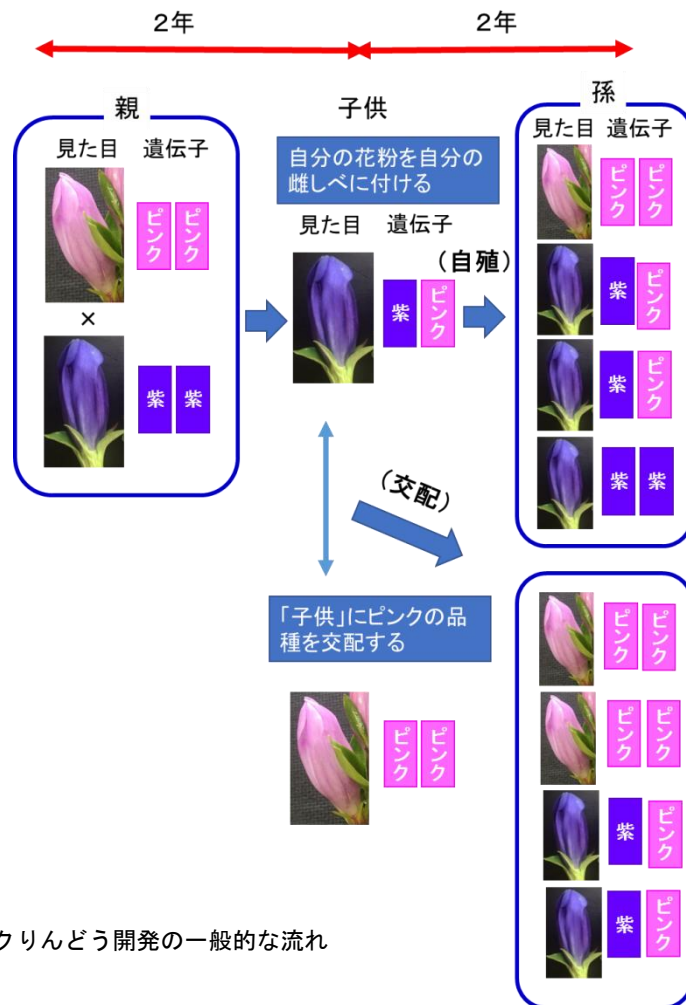 2年
2年
親
見た目 遺伝子
ピンク ピンク
×
紫 紫
子供
自分の花粉を自分の
雌しべに付ける
見た目 遺伝子
紫 ピンク
(自殖)
孫
見た目 遺伝子
ピンク ピンク
紫 ピンク
紫 ピンク
紫 紫
(交配)
「子供」にピンクの品
種を交配する
ピンク ピンク
ピンク ピンク
ピンク ピンク
紫 ピンク
紫 ピンク
クりんどう開発の一般的な流れ